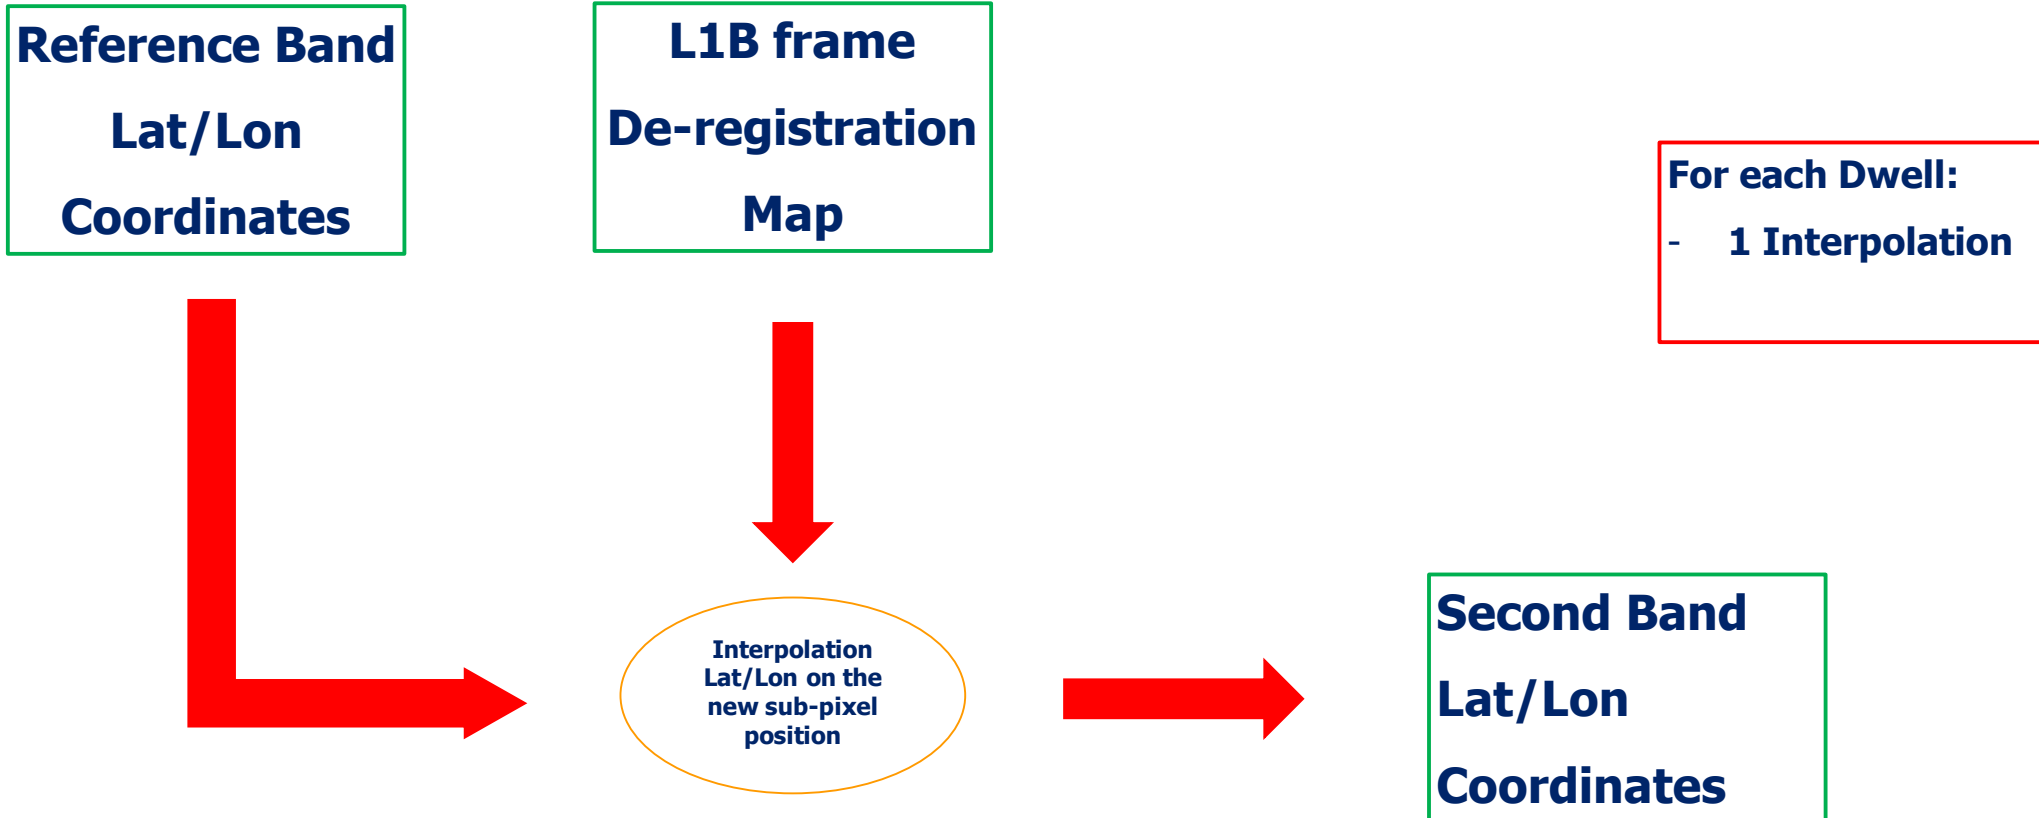 Reference Band
Lat/Lon
Coordinates
L1B frame
De-registration
Map
For each Dwell:
- 1 Interpolation
Interpolation
Lat/Lon on the
new sub-pixel
position
Second Band
Lat/Lon
Coordinates